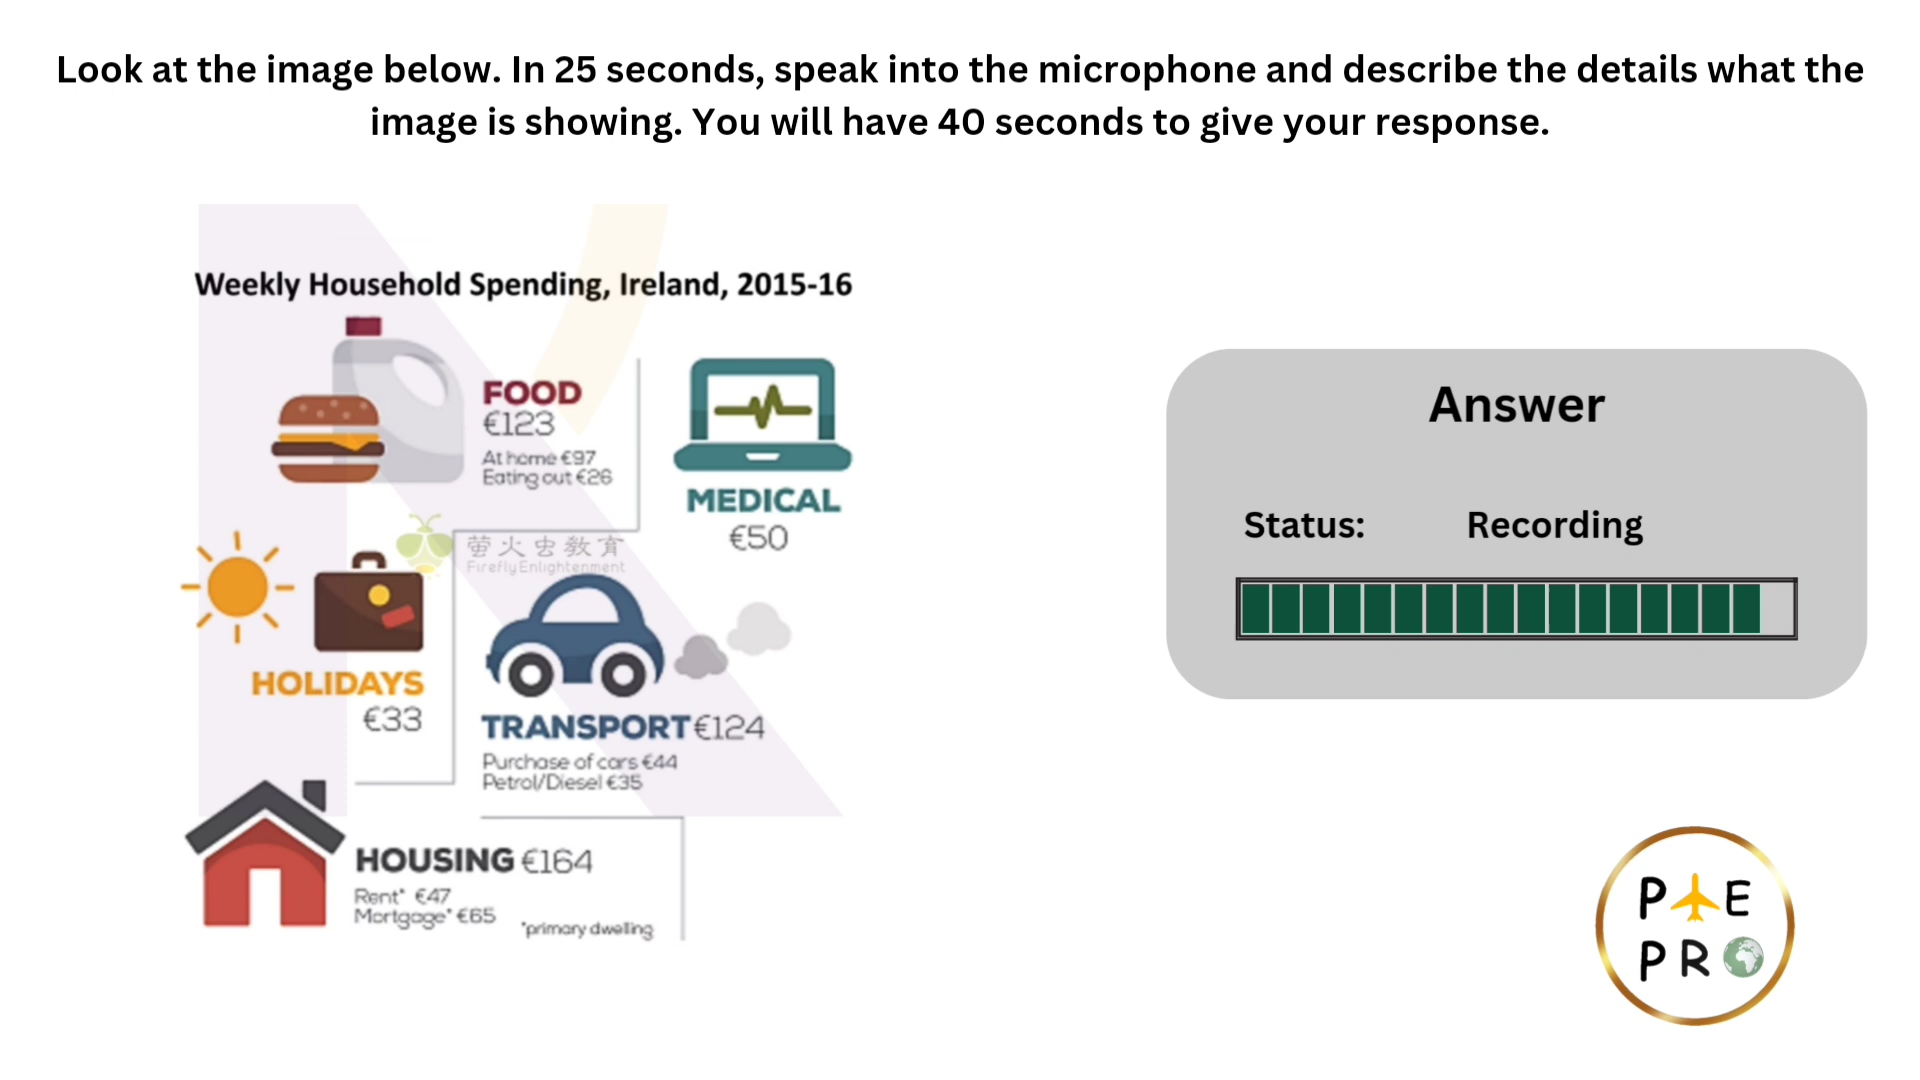 Look at the image below. In 25 seconds, speak into the microphone and describe the details what the
image is showing. You will have 40 seconds to give your response.
Weekly Household Spending, Ireland, 2015-16
FOOD
€123
At home €97
Eating out €26
MEDICAL
€50
萤火虫教育
FireflyEnlightenment
HOLIDAYS
€33
TRANSPORT €124
Purchase of cars €44
Petrol/Diesel €35
HOUSING €164
Rent* €47
Mortgage* €65
*primary dwelling
Answer
Status: Recording
P E
PR